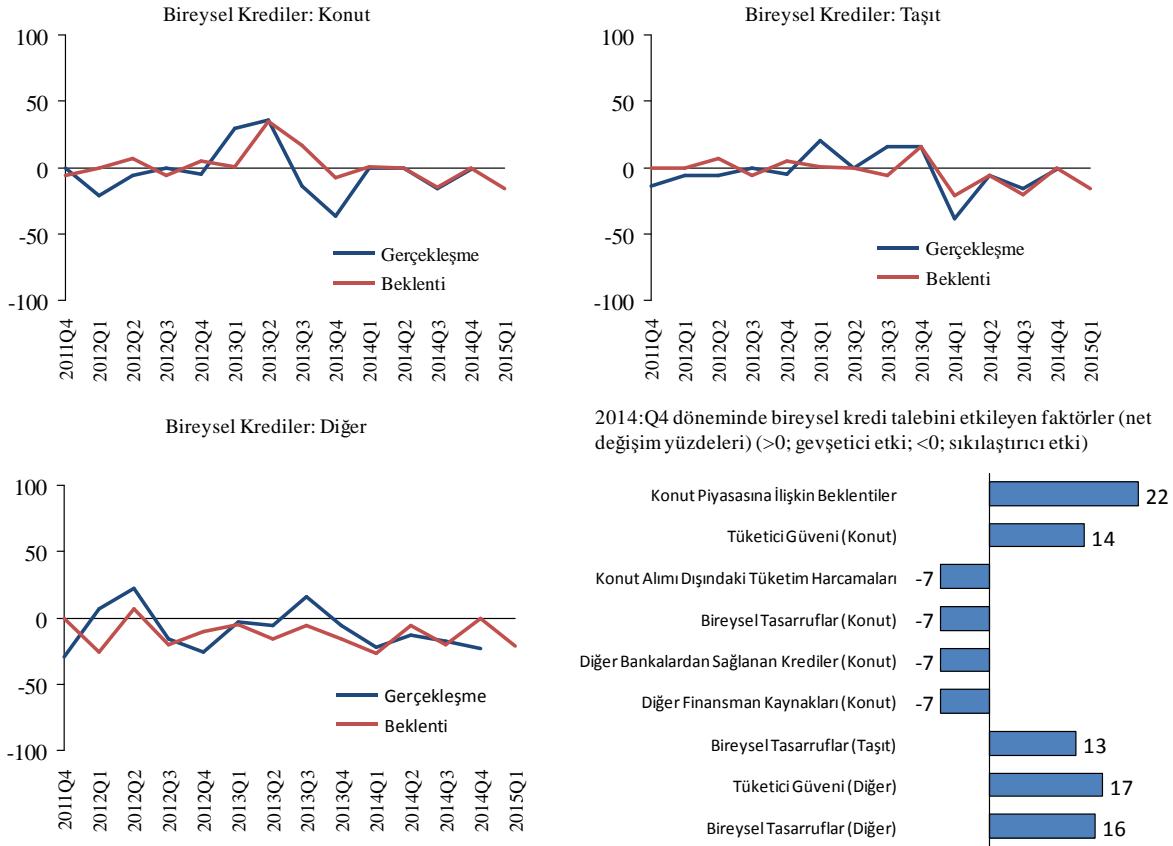 Bireysel Krediler: Konut
100
50
0
-50
-100
Gerçekleşme
Beklenti
2011Q4
2012Q1
2012Q2
2012Q3
2012Q4
2013Q1
2013Q2
2013Q3
2013Q4
2014Q1
2014Q2
2014Q3
2014Q4
2015Q1
Bireysel Krediler: Taşıt
100
50
0
-50
-100
Gerçekleşme
Beklenti
2011Q4
2012Q1
2012Q2
2012Q3
2012Q4
2013Q1
2013Q2
2013Q3
2013Q4
2014Q1
2014Q2
2014Q3
2014Q4
2015Q1
Bireysel Krediler: Diğer
100
50
0
-50
-100
Gerçekleşme
Beklenti
2011Q4
2012Q1
2012Q2
2012Q3
2012Q4
2013Q1
2013Q2
2013Q3
2013Q4
2014Q1
2014Q2
2014Q3
2014Q4
2015Q1
2014:Q4 döneminde bireysel kredi talebini etkileyen faktörler (net
değişim yüzdeleri) (>0; gevşetici etki; <0; sıkılaştırıcı etki)
Konut Piyasasına İlişkin Beklentiler 22
Tüketici Güveni (Konut) 14
Konut Alımı Dışındaki Tüketim Harcamaları -7
Bireysel Tasarruflar (Konut) -7
Diğer Bankalardan Sağlanan Krediler (Konut) -7
Diğer Finansman Kaynakları (Konut) -7
Bireysel Tasarruflar (Taşıt) 13
Tüketici Güveni (Diğer) 17
Bireysel Tasarruflar (Diğer) 16